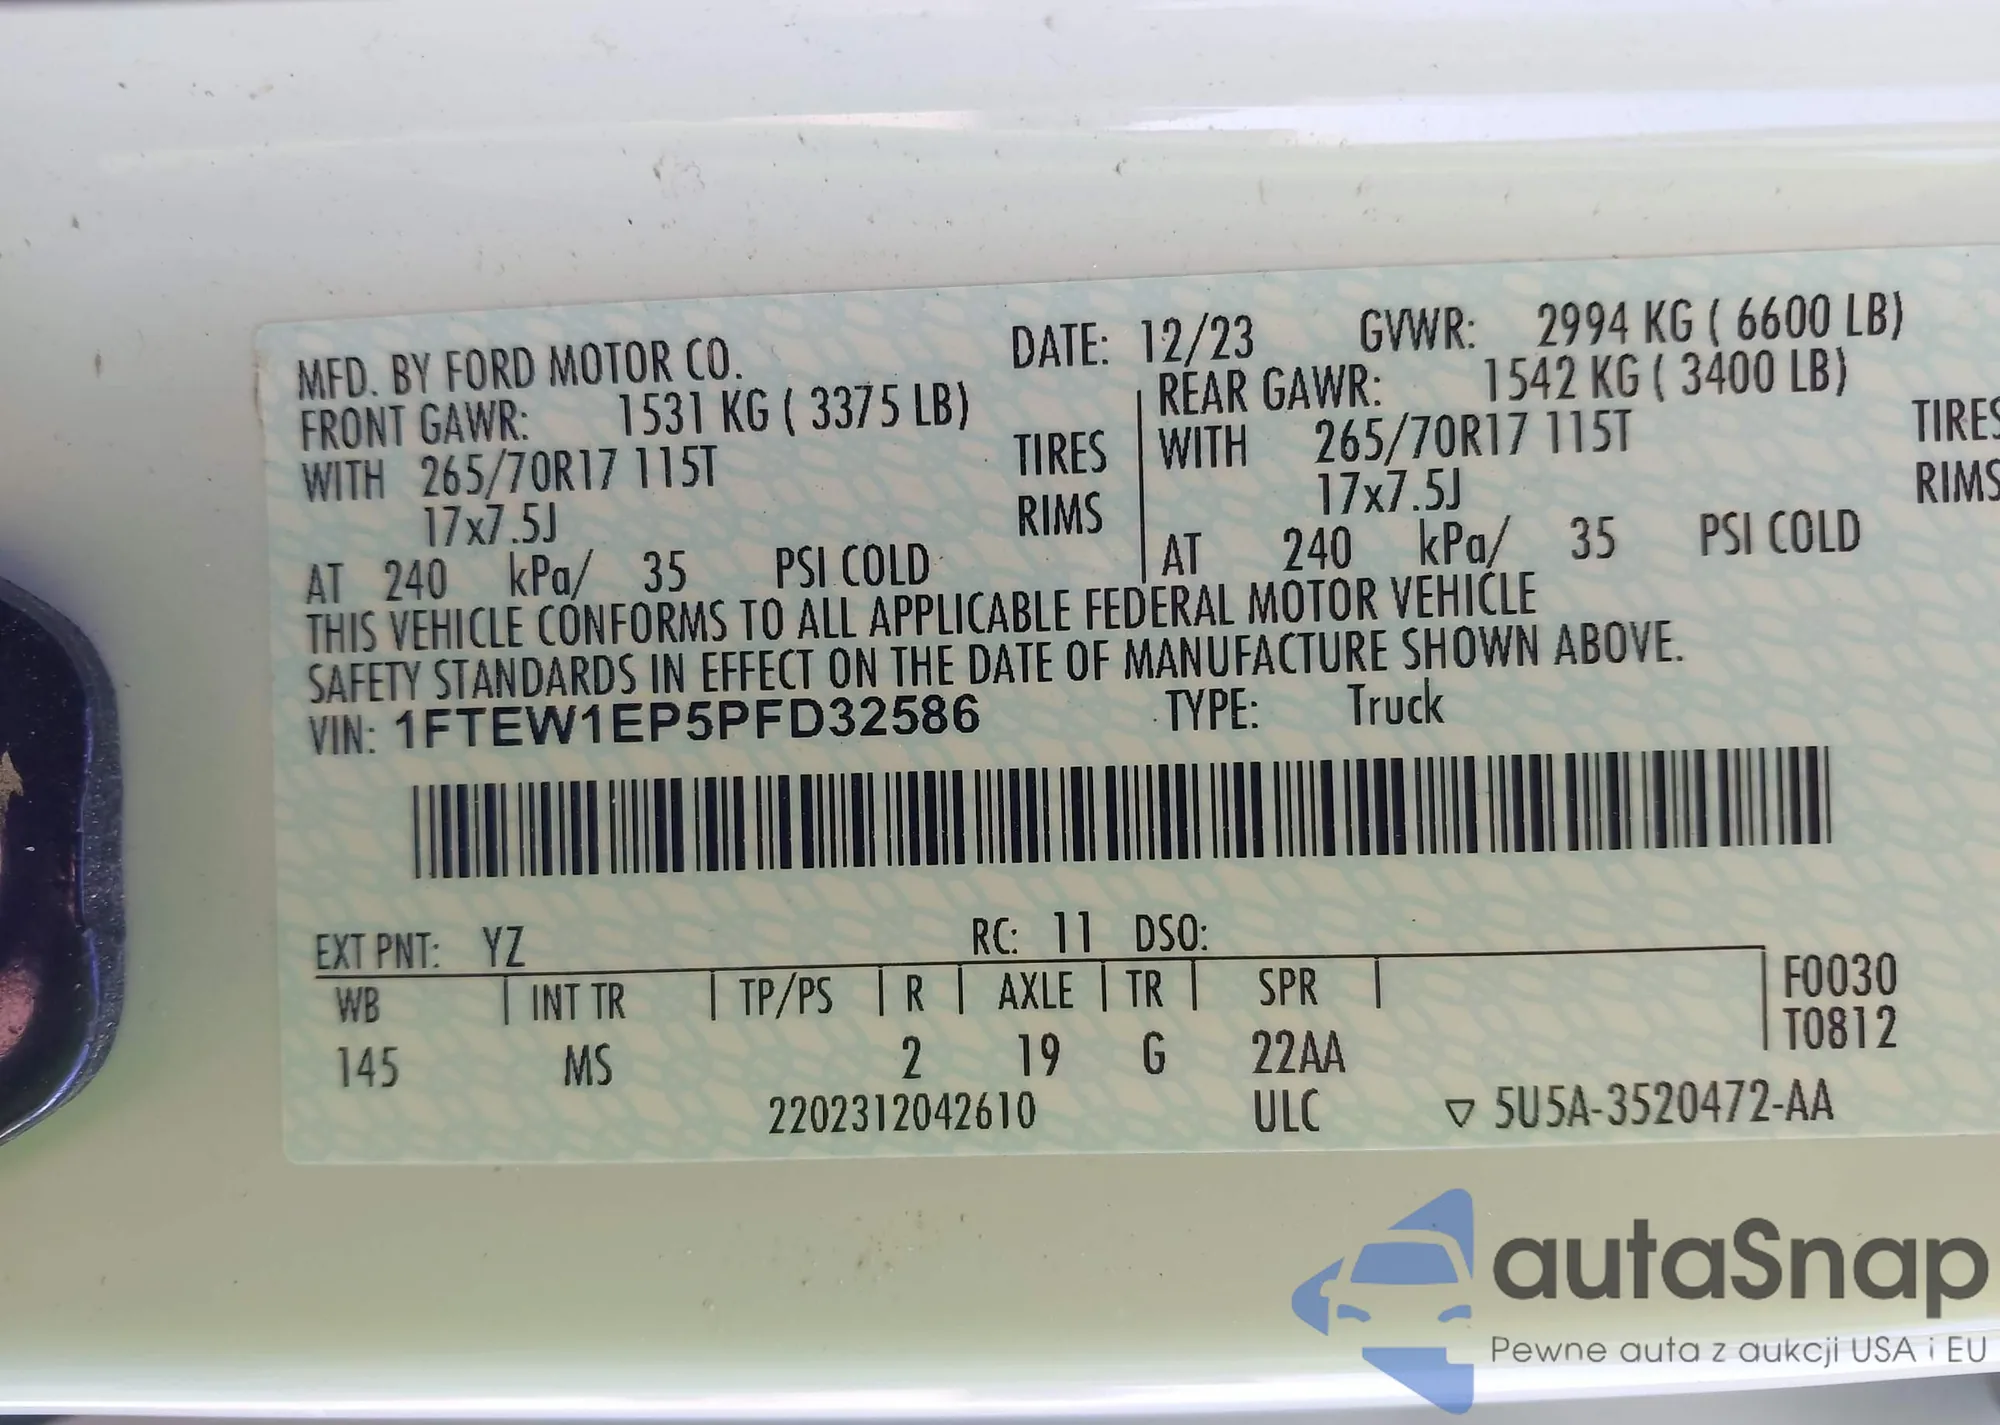 MFD. BY FORD MOTOR CO. DATE: 12/23 GVWR: 2994 KG ( 6600 LB)
FRONT GAWR: 1531 KG ( 3375 LB) REAR GAWR: 1542 KG ( 3400 LB)
WITH 265/70R17 115T TIRES WITH 265/70R17 115T TIRES
17x7.5J RIMS 17x7.5J RIMS
AT 240 kPa/ 35 PSI COLD AT 240 kPa/ 35 PSI COLD
THIS VEHICLE CONFORMS TO ALL APPLICABLE FEDERAL MOTOR VEHICLE
SAFETY STANDARDS IN EFFECT ON THE DATE OF MANUFACTURE SHOWN ABOVE.
VIN: 1FTEW1EP5PFD32586 TYPE: Truck
EXT PNT: YZ RC: 11 DSO:
WB INT TR TP/PS R AXLE TR SPR F0030
T0812
145 MS 2 19 G 22AA
2202312042610 ULC ▽ 5U5A-3520472-AA
autaSnap
Pewne auta z aukcji USA i EU